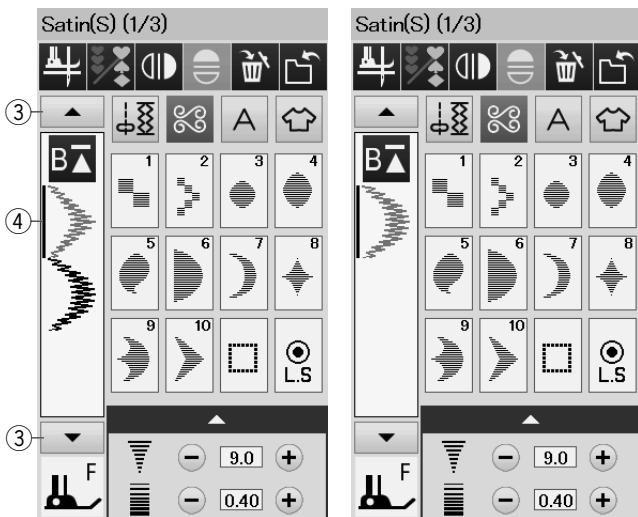 Satin(S) (1/3)
3
A
B
1 2 3 4
4
5 6 7 8
9 10
L.S
3
F
9.0
0.40
Satin(S) (1/3)
A
B
1 2 3 4
5 6 7 8
9 10
L.S
F
9.0
0.40